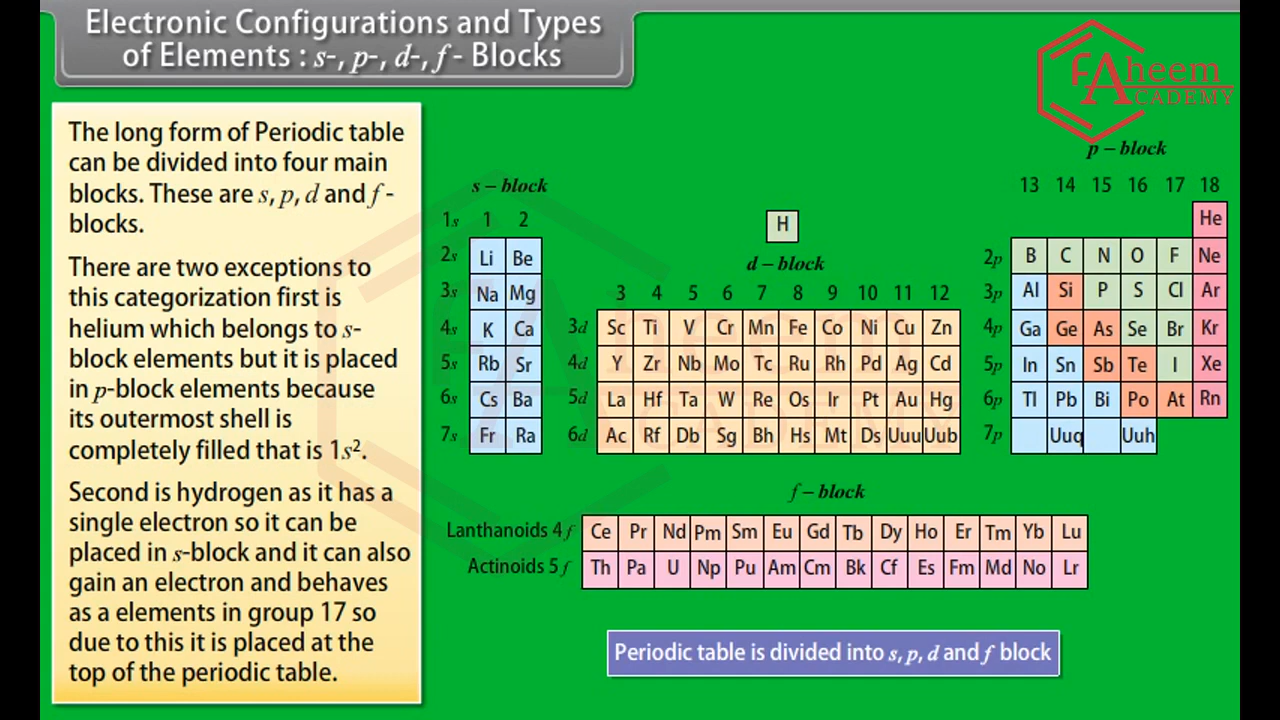 Electronic Configurations and Types
of Elements : s-, p-, d-, f - Blocks
Faheem
ACADEMY
The long form of Periodic table
can be divided into four main
blocks. These are s, p, d and f -
blocks.
There are two exceptions to
this categorization first is
helium which belongs to s-
block elements but it is placed
in p-block elements because
its outermost shell is
completely filled that is 1s².
Second is hydrogen as it has a
single electron so it can be
placed in s-block and it can also
gain an electron and behaves
as a elements in group 17 so
due to this it is placed at the
top of the periodic table.
s – block
1s 1 2
2s Li Be
3s Na Mg
4s K Ca
5s Rb Sr
6s Cs Ba
7s Fr Ra
H
d – block
3 4 5 6 7 8 9 10 11 12
3d Sc Ti V Cr Mn Fe Co Ni Cu Zn
4d Y Zr Nb Mo Tc Ru Rh Pd Ag Cd
5d La Hf Ta W Re Os Ir Pt Au Hg
6d Ac Rf Db Sg Bh Hs Mt Ds Uuu Uub
p – block
13 14 15 16 17 18
He
2p B C N O F Ne
3p Al Si P S Cl Ar
4p Ga Ge As Se Br Kr
5p In Sn Sb Te I Xe
6p Tl Pb Bi Po At Rn
7p Uuq Uuh
f – block
Lanthanoids 4f Ce Pr Nd Pm Sm Eu Gd Tb Dy Ho Er Tm Yb Lu
Actinoids 5f Th Pa U Np Pu Am Cm Bk Cf Es Fm Md No Lr
Periodic table is divided into s, p, d and f block